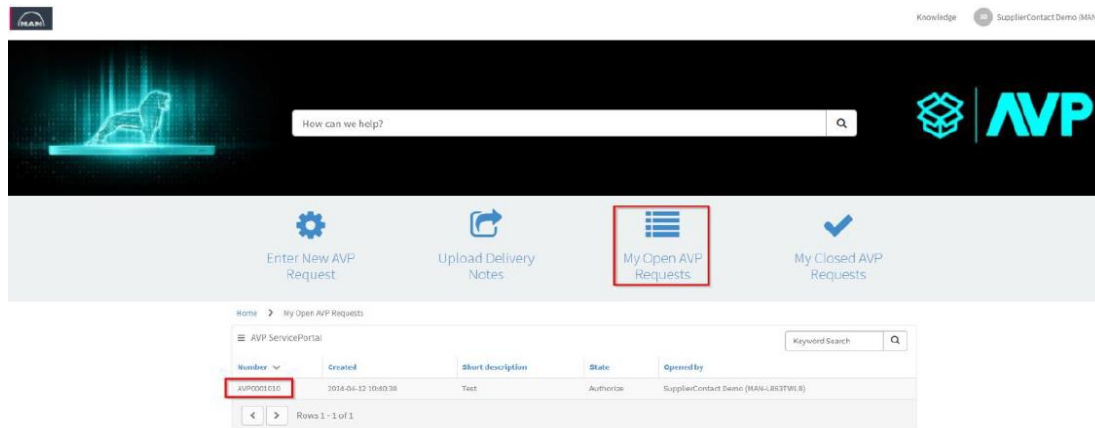 MAN
Knowledge SupplierContact Demo (MAN
How can we help?
AVP
Enter New AVP Request
Upload Delivery Notes
My Open AVP Requests
My Closed AVP Requests
Home > My Open AVP Requests
AVP ServicePortal Keyword Search
Number Created Short description State Opened by
AVP0001010 Test Authorize SupplierContact Demo
Rows 1 - 1 of 1